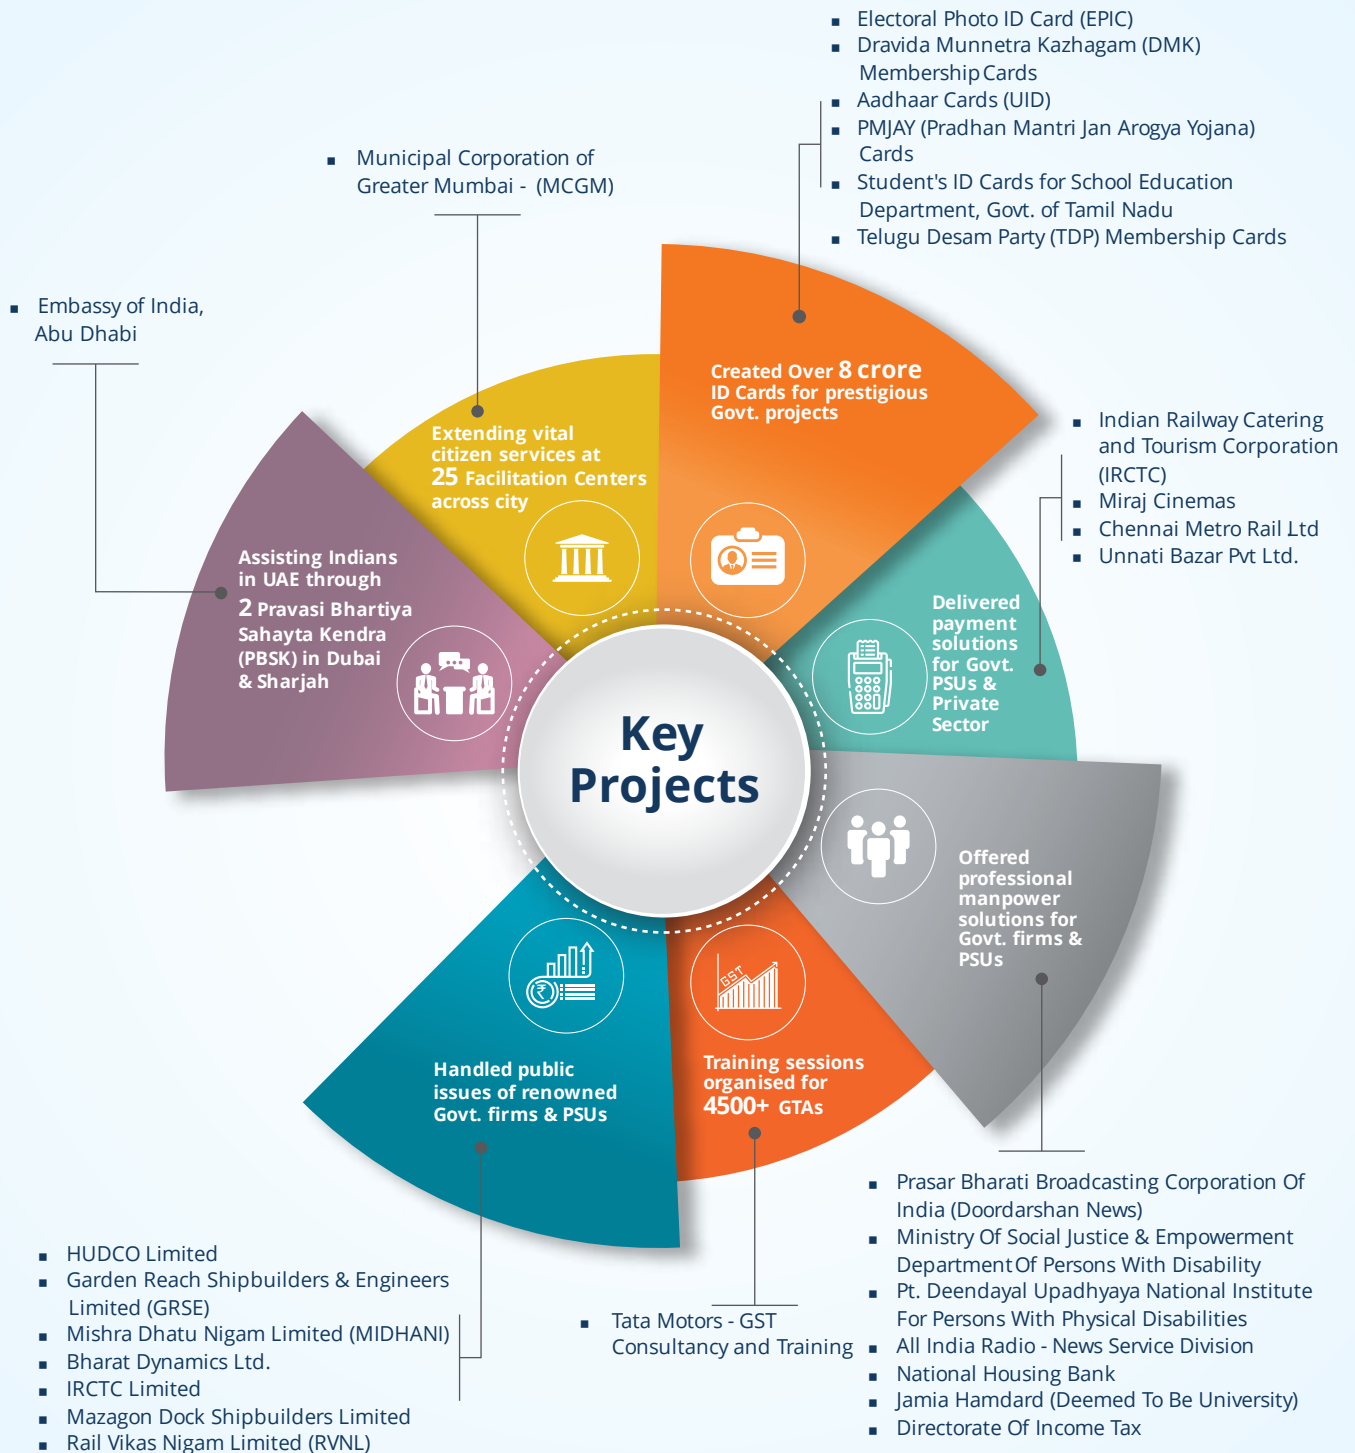 ▪ Electoral Photo ID Card (EPIC)
▪ Dravida Munnetra Kazhagam (DMK)
Membership Cards
▪ Aadhaar Cards (UID)
▪ PMJAY (Pradhan Mantri Jan Arogya Yojana)
Cards
▪ Student's ID Cards for School Education
Department, Govt. of Tamil Nadu
▪ Telugu Desam Party (TDP) Membership Cards
▪ Municipal Corporation of
Greater Mumbai - (MCGM)
▪ Embassy of India,
Abu Dhabi
Created Over 8 crore
ID Cards for prestigious
Govt. projects
Extending vital
citizen services at
25 Facilitation Centers
across city
▪ Indian Railway Catering
and Tourism Corporation
(IRCTC)
▪ Miraj Cinemas
▪ Chennai Metro Rail Ltd
▪ Unnati Bazar Pvt Ltd.
Assisting Indians
in UAE through
2 Pravasi Bhartiya
Sahayta Kendra
(PBSK) in Dubai
& Sharjah
Delivered
payment
solutions
for Govt.
PSUs &
Private
Sector
Key
Projects
Offered
professional
manpower
solutions for
Govt. firms &
PSUs
GST
₹
Handled public
issues of renowned
Govt. firms & PSUs
Training sessions
organised for
4500+ GTAs
▪ HUDCO Limited
▪ Garden Reach Shipbuilders & Engineers
Limited (GRSE)
▪ Mishra Dhatu Nigam Limited (MIDHANI)
▪ Bharat Dynamics Ltd.
▪ IRCTC Limited
▪ Mazagon Dock Shipbuilders Limited
▪ Rail Vikas Nigam Limited (RVNL)
▪ Tata Motors - GST
Consultancy and Training
▪ Prasar Bharati Broadcasting Corporation Of
India (Doordarshan News)
▪ Ministry Of Social Justice & Empowerment
Department Of Persons With Disability
▪ Pt. Deendayal Upadhyaya National Institute
For Persons With Physical Disabilities
▪ All India Radio - News Service Division
▪ National Housing Bank
▪ Jamia Hamdard (Deemed To Be University)
▪ Directorate Of Income Tax